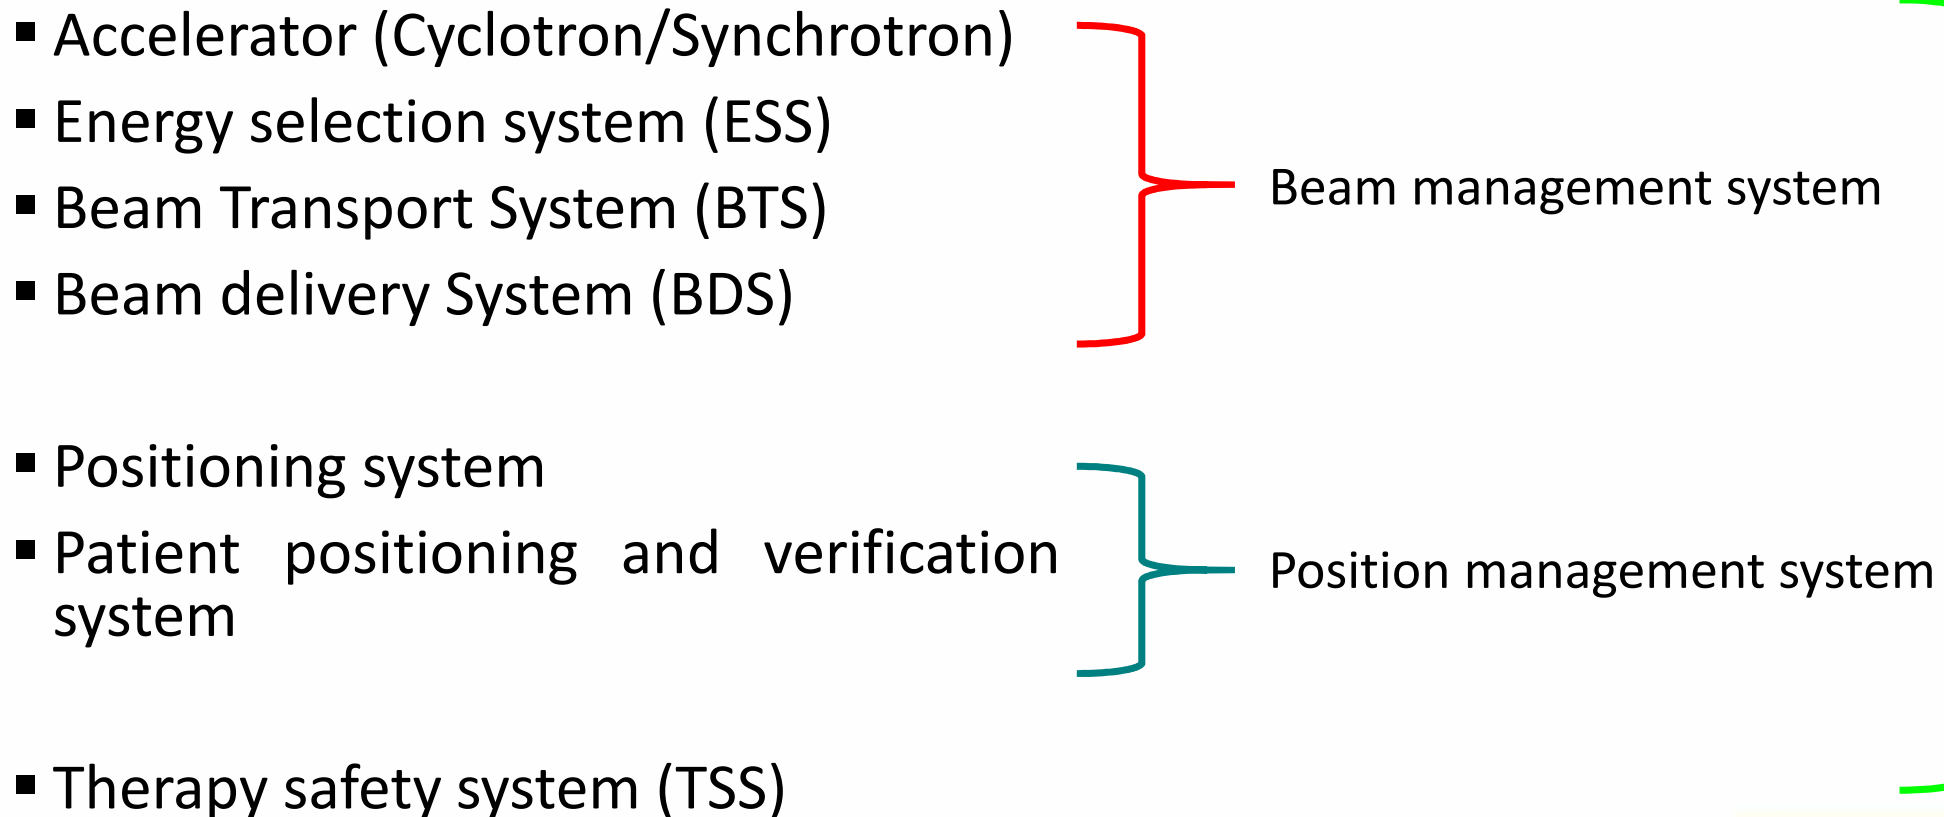 ▪ Accelerator (Cyclotron/Synchrotron)
▪ Energy selection system (ESS)
▪ Beam Transport System (BTS)
▪ Beam delivery System (BDS)
Beam management system
▪ Positioning system
▪ Patient positioning and verification
system
Position management system
▪ Therapy safety system (TSS)